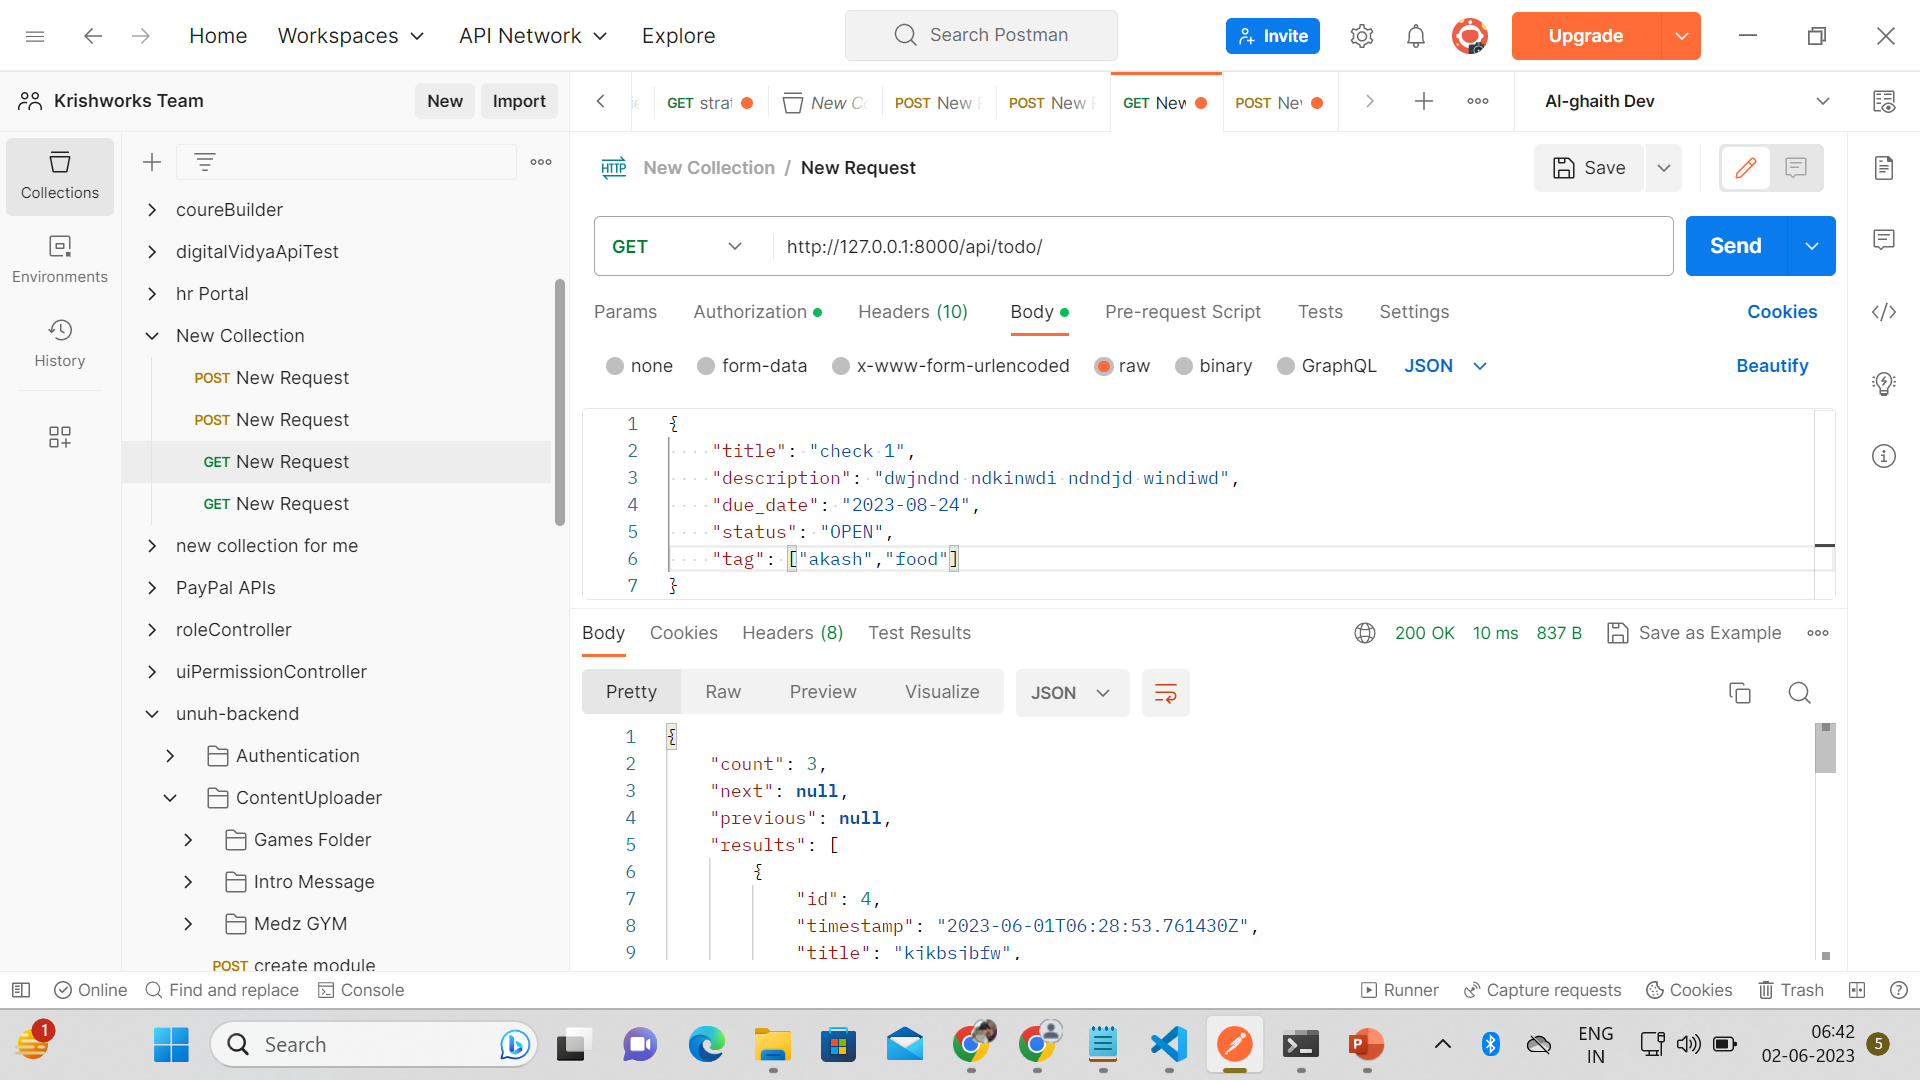 Home Workspaces API Network Explore Search Postman Invite Upgrade
Krishworks Team New Import
GET strat New Co POST New R POST New R GET New POST New Al-ghaith Dev
Collections
Environments
History
coureBuilder
digitalVidyaApiTest
hr Portal
New Collection
POST New Request
POST New Request
GET New Request
GET New Request
new collection for me
PayPal APIs
roleController
uiPermissionController
unuh-backend
Authentication
ContentUploader
Games Folder
Intro Message
Medz GYM
POST create module
HTTP New Collection / New Request Save
GET http://127.0.0.1:8000/api/todo/ Send
Params Authorization Headers (10) Body Pre-request Script Tests Settings Cookies
none form-data x-www-form-urlencoded raw binary GraphQL JSON Beautify
1 {
2 "title": "check 1",
3 "description": "dwjndnd ndkinwdi ndndjd windiwd",
4 "due_date": "2023-08-24",
5 "status": "OPEN",
6 "tag": ["akash","food"]
7 }
Body Cookies Headers (8) Test Results 200 OK 10 ms 837 B Save as Example
Pretty Raw Preview Visualize JSON
1 {
2 "count": 3,
3 "next": null,
4 "previous": null,
5 "results": [
6 {
7 "id": 4,
8 "timestamp": "2023-06-01T06:28:53.761430Z",
9 "title": "kjkbsjbfw",
Online Find and replace Console Runner Capture requests Cookies Trash
1 Search ENG 06:42
IN 02-06-2023 5